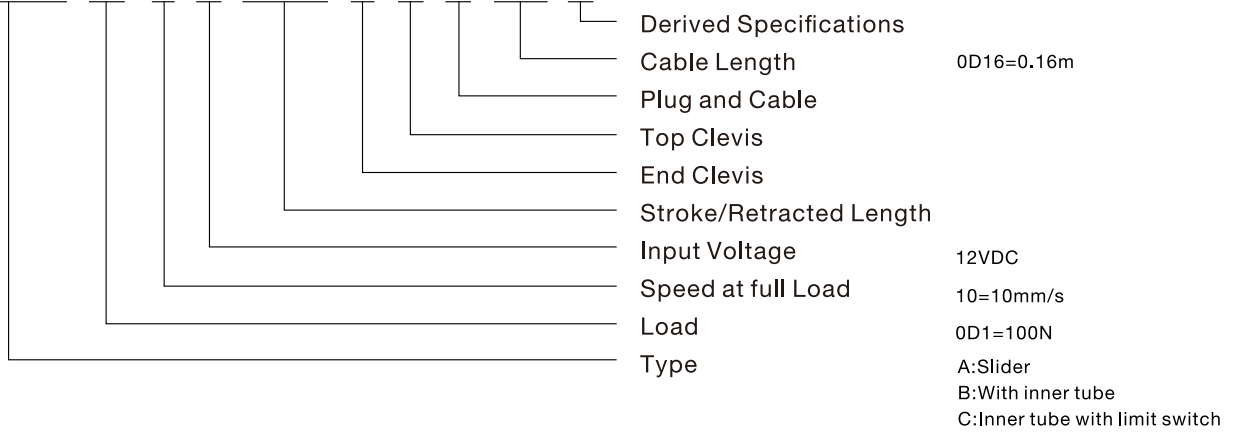 Derived Specifications
Cable Length 0D16=0.16m
Plug and Cable
Top Clevis
End Clevis
Stroke/Retracted Length
Input Voltage 12VDC
Speed at full Load 10=10mm/s
Load 0D1=100N
Type A:Slider
B:With inner tube
C:Inner tube with limit switch